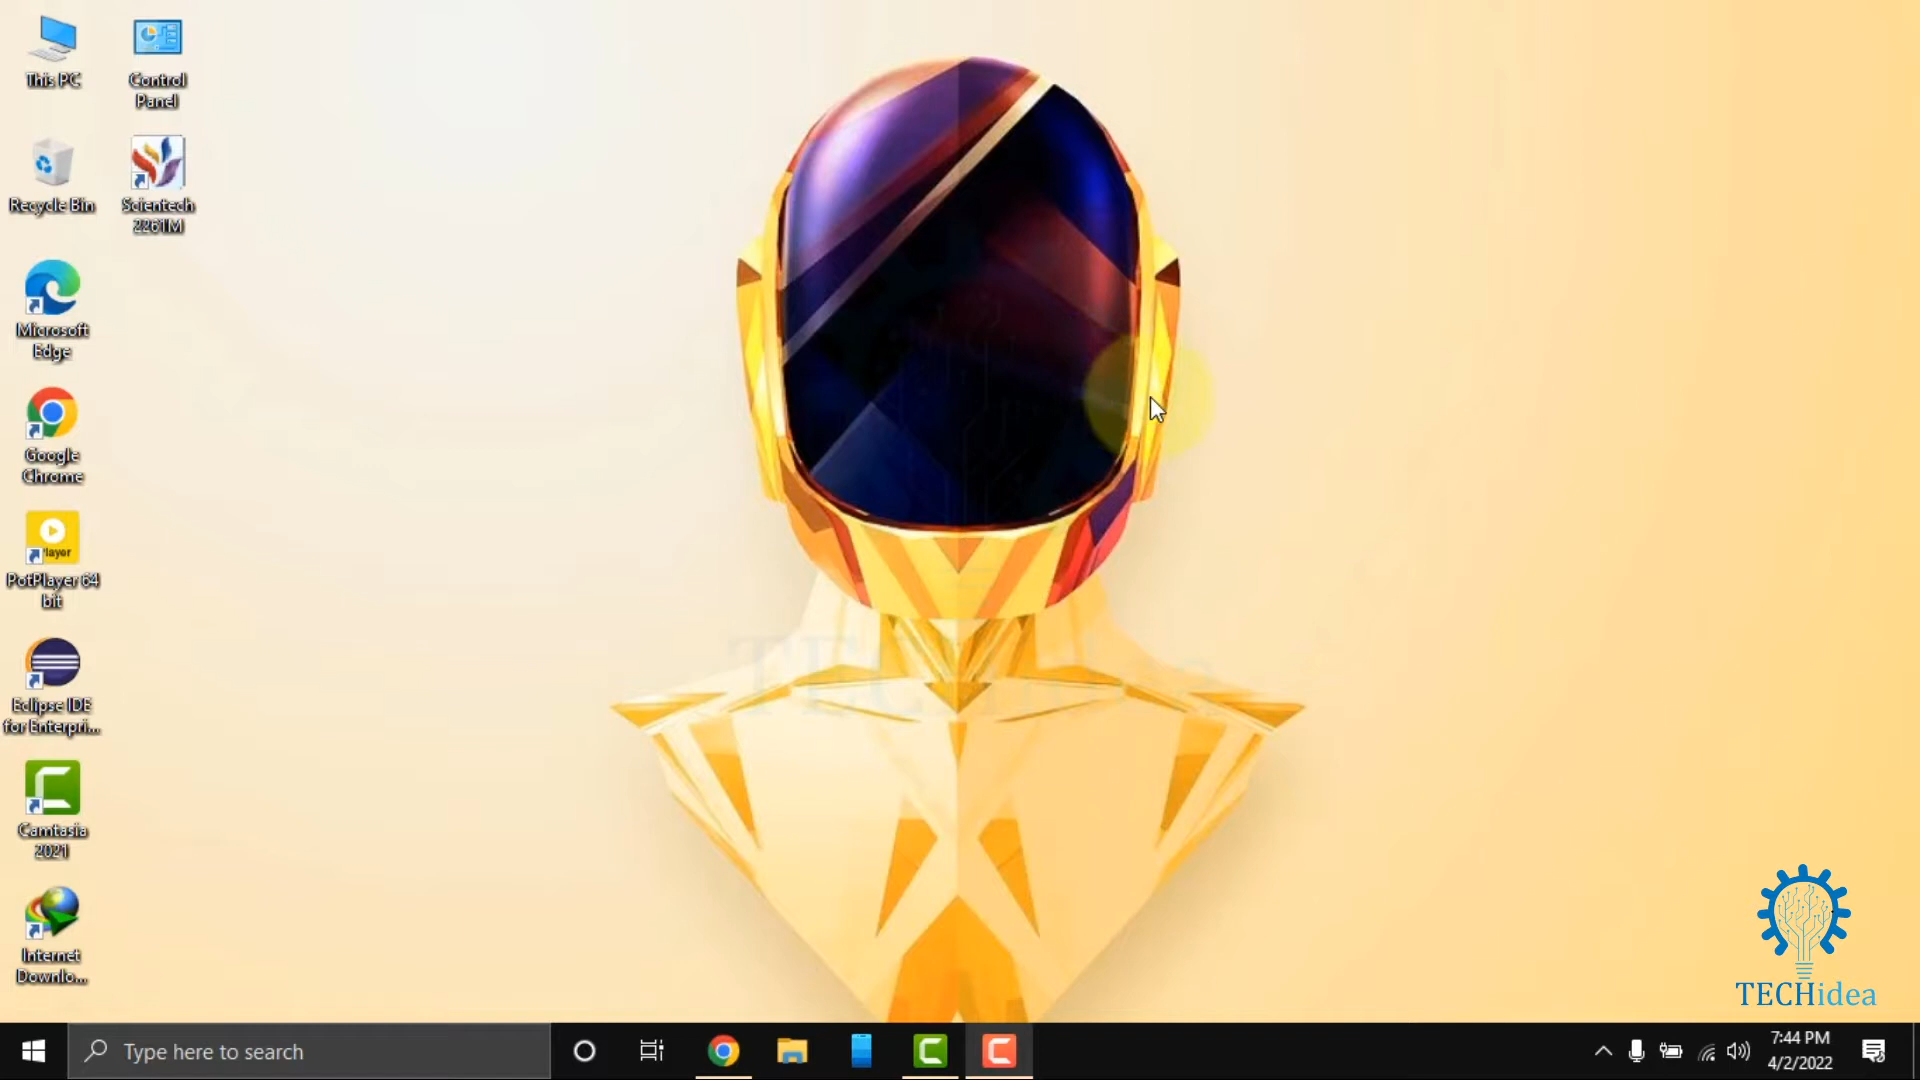 This PC
Control
Panel
Recycle Bin
Scientech
2261M
Microsoft
Edge
Google
Chrome
layer
PotPlayer 64
bit
Eclipse IDE
for Enterpri...
Camtasia
2021
Internet
Downlo...
TECHidea
Type here to search
7:44 PM
4/2/2022